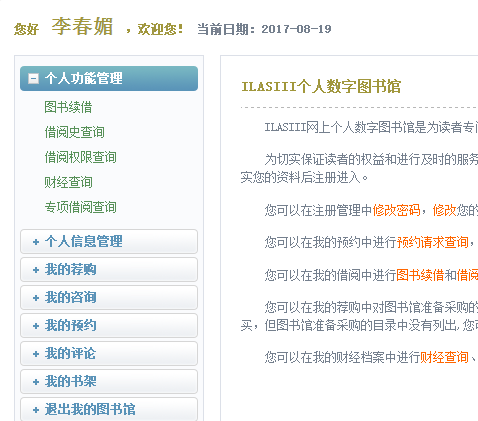 您好 李春媚 ，欢迎您! 当前日期：2017-08-19
个人功能管理
图书续借
借阅史查询
借阅权限查询
财经查询
专项借阅查询
个人信息管理
我的荐购
我的咨询
我的预约
我的评论
我的书架
退出我的图书馆
ILASIII个人数字图书馆
ILASIII网上个人数字图书馆是为读者专门
为切实保证读者的权益和进行及时的服务
实您的资料后注册进入。
您可以在注册管理中修改密码，修改您的
您可以在我的预约中进行预约请求查询，
您可以在我的借阅中进行图书续借和借阅
您可以在我的荐购中对图书馆准备采购的
买，但图书馆准备采购的目录中没有列出,您可
您可以在我的财经档案中进行财经查询、